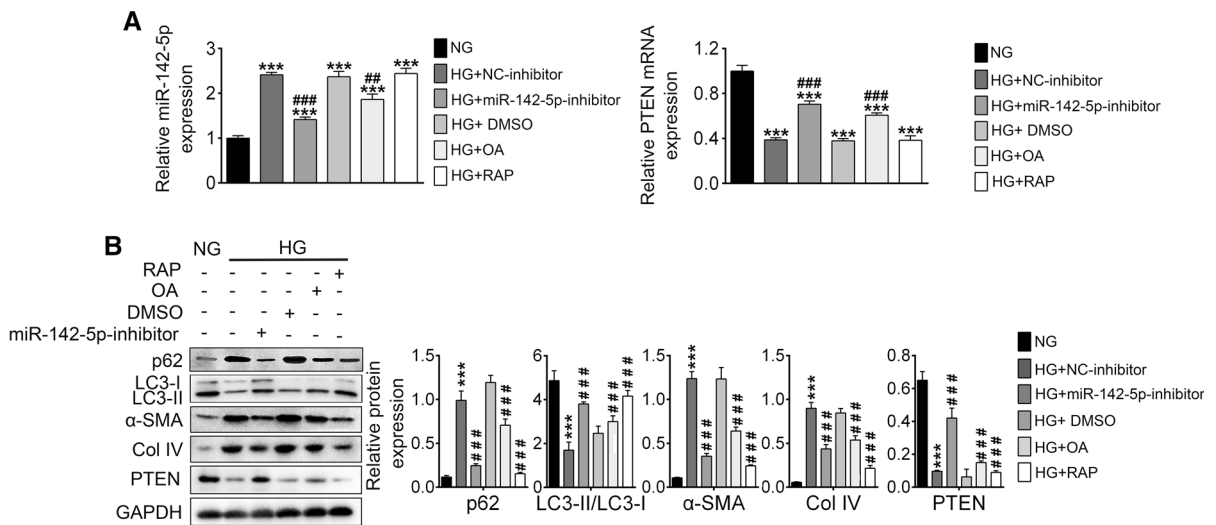 A
Relative miR-142-5p
expression
3
2
1
0
***
###
***
***
##
***
***
NG
HG+NC-inhibitor
HG+miR-142-5p-inhibitor
HG+ DMSO
HG+OA
HG+RAP
Relative PTEN mRNA
expression
1.2
0.8
0.4
0.0
***
###
***
***
###
***
***
NG
HG+NC-inhibitor
HG+miR-142-5p-inhibitor
HG+ DMSO
HG+OA
HG+RAP
B
NG HG
RAP - - - - - +
OA - - - - + -
DMSO - - - + - -
miR-142-5p-inhibitor - - + - - -
p62
LC3-I
LC3-II
α-SMA
Col IV
PTEN
GAPDH
Relative protein
expression
1.5
1.0
0.5
0.0
***
###
###
###
p62
6
4
2
0
***
###
###
###
LC3-II/LC3-I
1.5
1.0
0.5
0.0
***
###
###
###
α-SMA
1.5
1.0
0.5
0.0
***
###
###
###
Col IV
0.8
0.6
0.4
0.2
0.0
***
###
###
###
PTEN
NG
HG+NC-inhibitor
HG+miR-142-5p-inhibitor
HG+ DMSO
HG+OA
HG+RAP